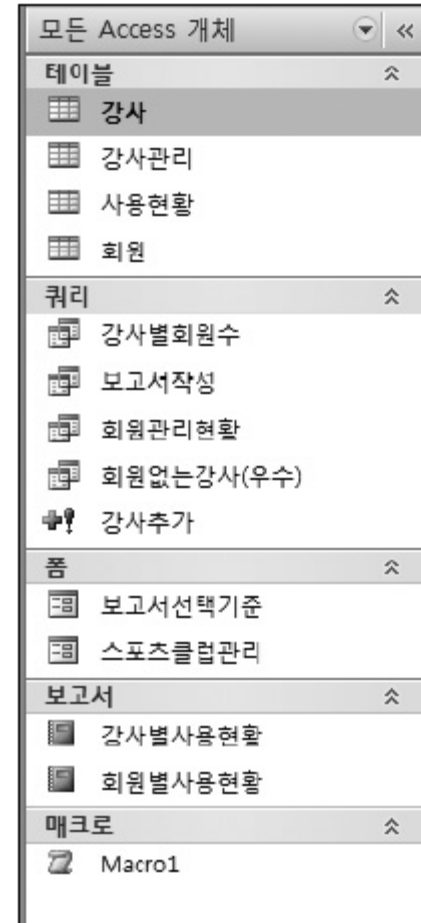 모든 Access 개체
테이블
강사
강사관리
사용현황
회원
쿼리
강사별회원수
보고서작성
회원관리현황
회원없는강사(우수)
강사추가
폼
보고서선택기준
스포츠클럽관리
보고서
강사별사용현황
회원별사용현황
매크로
Macro1